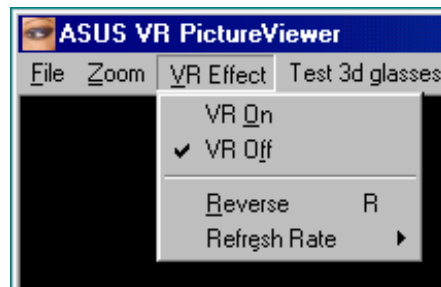 ASUS VR PictureViewer
File Zoom VR Effect Test 3d glasses
VR On
VR Off
Reverse R
Refresh Rate